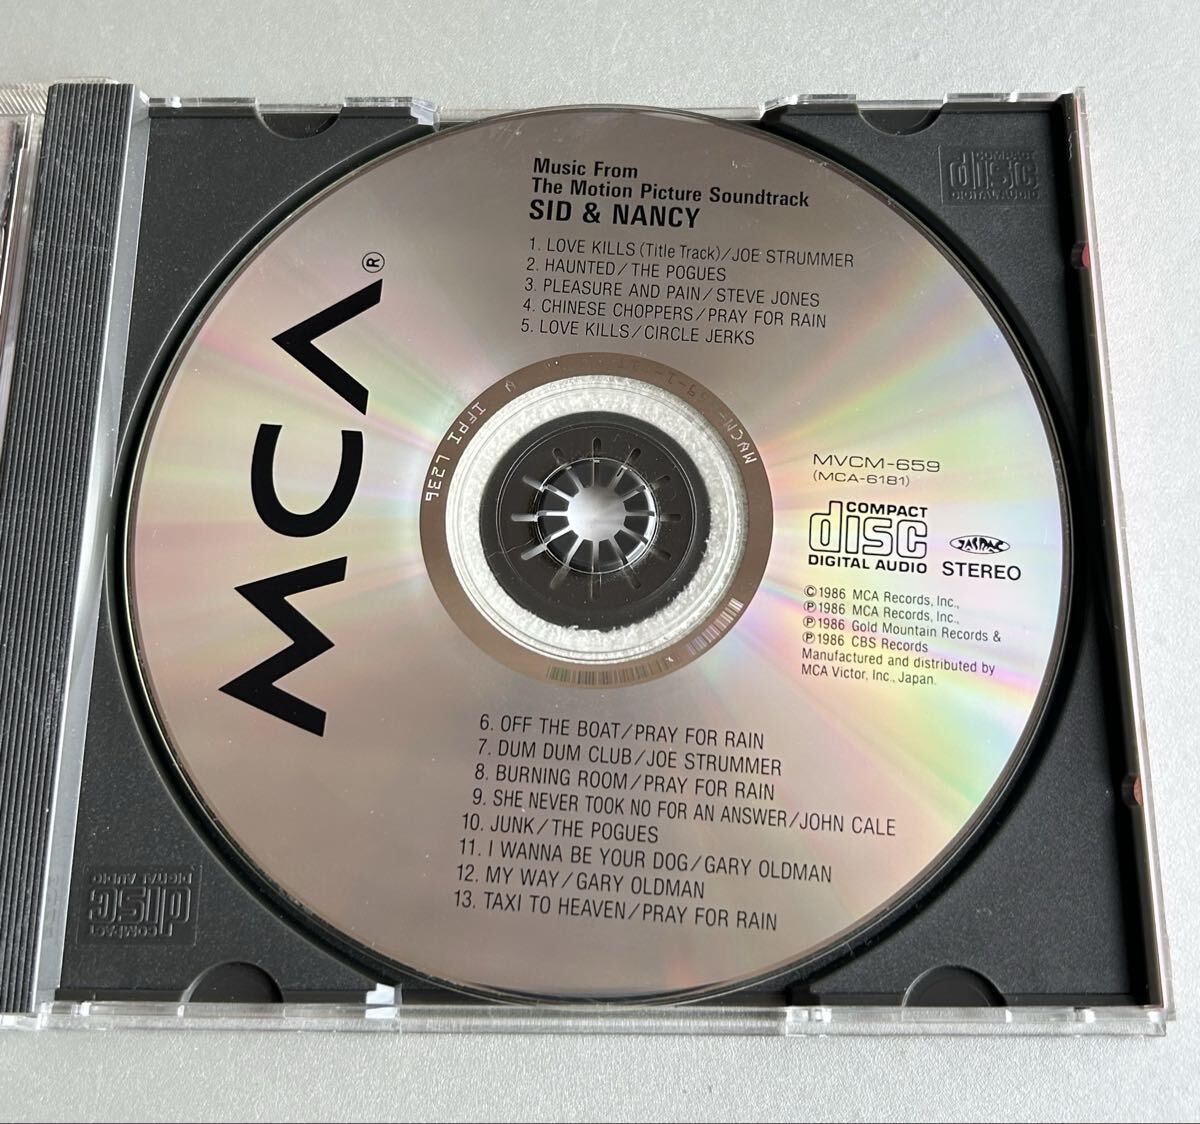 Music From
The Motion Picture Soundtrack
SID & NANCY
1. LOVE KILLS (Title Track)/JOE STRUMMER
2. HAUNTED/THE POGUES
3. PLEASURE AND PAIN/STEVE JONES
4. CHINESE CHOPPERS/PRAY FOR RAIN
5. LOVE KILLS/CIRCLE JERKS
MCA®
IFPI L236
MVCM-659
(MCA-6181)
COMPACT
disc
DIGITAL AUDIO
STEREO
©1986 MCA Records, Inc.,
℗1986 MCA Records, Inc.,
℗1986 Gold Mountain Records &
℗1986 CBS Records
Manufactured and distributed by
MCA Victor, Inc., Japan.
6. OFF THE BOAT/PRAY FOR RAIN
7. DUM DUM CLUB/JOE STRUMMER
8. BURNING ROOM/PRAY FOR RAIN
9. SHE NEVER TOOK NO FOR AN ANSWER/JOHN CALE
10. JUNK/THE POGUES
11. I WANNA BE YOUR DOG/GARY OLDMAN
12. MY WAY/GARY OLDMAN
13. TAXI TO HEAVEN/PRAY FOR RAIN
COMPACT
disc
DIGITAL AUDIO
COMPACT
disc
DIGITAL AUDIO